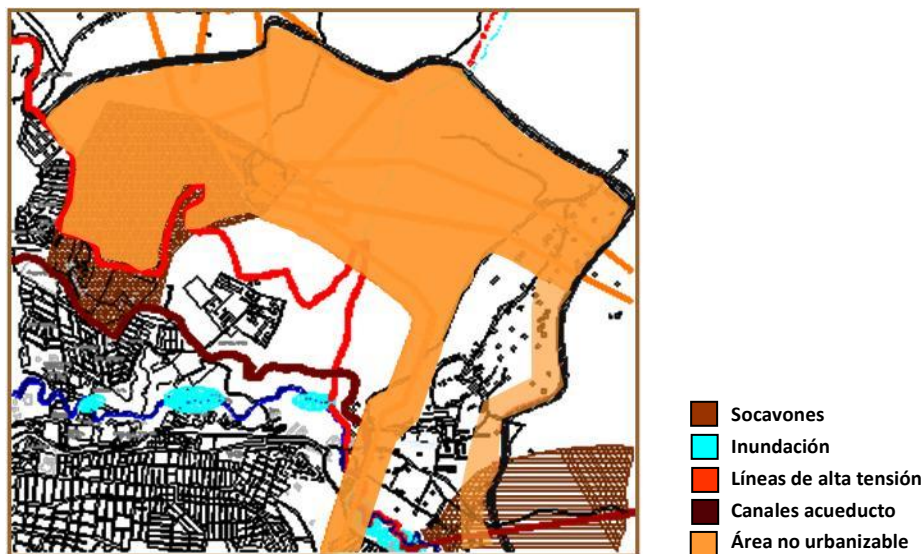 Socavones
Inundación
Líneas de alta tensión
Canales acueducto
Área no urbanizable